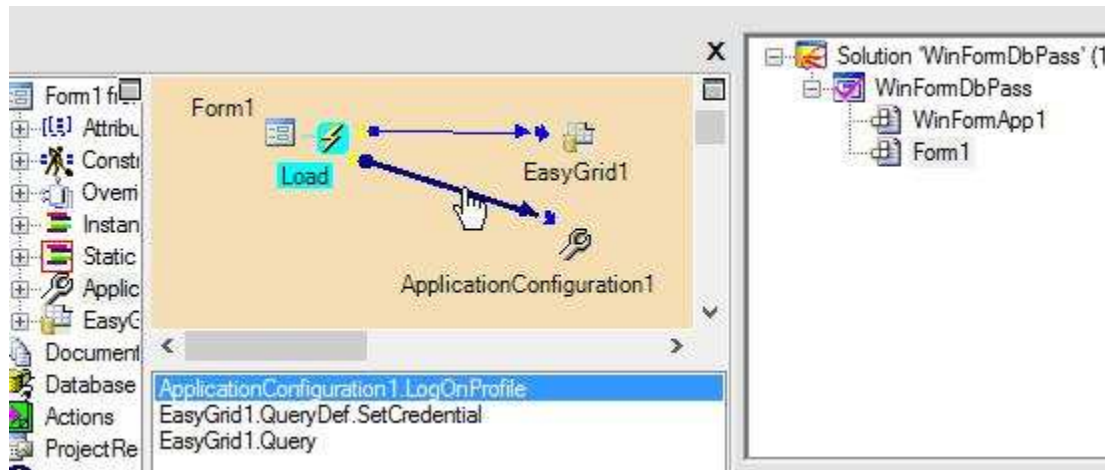 X
Form1
Attribu
Constr
Overri
Instan
Static
Applic
EasyG
Document
Database
Actions
ProjectRe
Form1
Load
EasyGrid1
ApplicationConfiguration1
ApplicationConfiguration1.LogOnProfile
EasyGrid1.QueryDef.SetCredential
EasyGrid1.Query
Solution 'WinFormDbPass' (1
WinFormDbPass
WinFormApp1
Form1